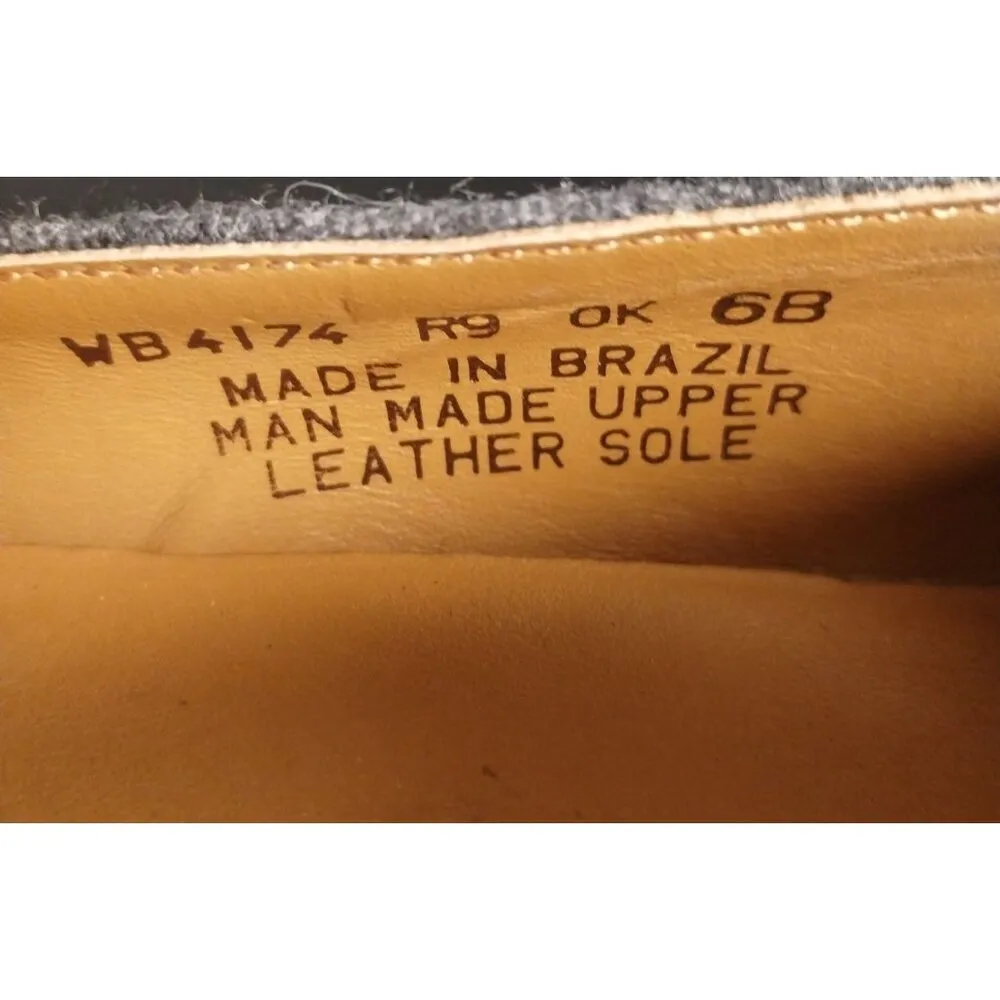 WB4174 R9 OK 6B
MADE IN BRAZIL
MAN MADE UPPER
LEATHER SOLE